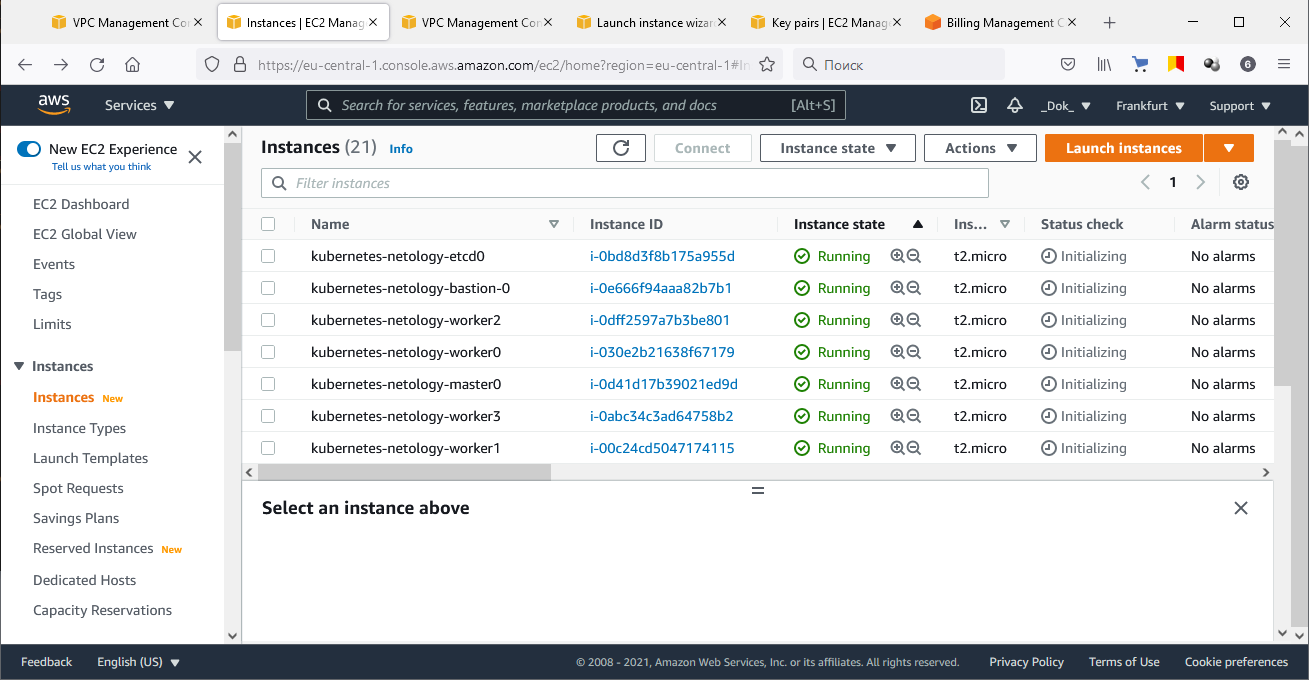 VPC Management Con
Instances | EC2 Manag
VPC Management Con
Launch instance wizar
Key pairs | EC2 Manage
Billing Management C
https://eu-central-1.console.aws.amazon.com/ec2/home?region=eu-central-1#In
Поиск
6
aws
Services
Search for services, features, marketplace products, and docs
[Alt+S]
_Dok_
Frankfurt
Support
New EC2 Experience
Tell us what you think
EC2 Dashboard
EC2 Global View
Events
Tags
Limits
Instances
Instances New
Instance Types
Launch Templates
Spot Requests
Savings Plans
Reserved Instances New
Dedicated Hosts
Capacity Reservations
Instances (21) Info
Connect
Instance state
Actions
Launch instances
Filter instances
1
Name Instance ID Instance state Ins... Status check Alarm status
kubernetes-netology-etcd0 i-0bd8d3f8b175a955d Running t2.micro Initializing No alarms
kubernetes-netology-bastion-0 i-0e666f94aaa82b7b1 Running t2.micro Initializing No alarms
kubernetes-netology-worker2 i-0dff2597a7b3be801 Running t2.micro Initializing No alarms
kubernetes-netology-worker0 i-030e2b21638f67179 Running t2.micro Initializing No alarms
kubernetes-netology-master0 i-0d41d17b39021ed9d Running t2.micro Initializing No alarms
kubernetes-netology-worker3 i-0abc34c3ad64758b2 Running t2.micro Initializing No alarms
kubernetes-netology-worker1 i-00c24cd5047174115 Running t2.micro Initializing No alarms
Select an instance above
Feedback
English (US)
© 2008 - 2021, Amazon Web Services, Inc. or its affiliates. All rights reserved.
Privacy Policy
Terms of Use
Cookie preferences